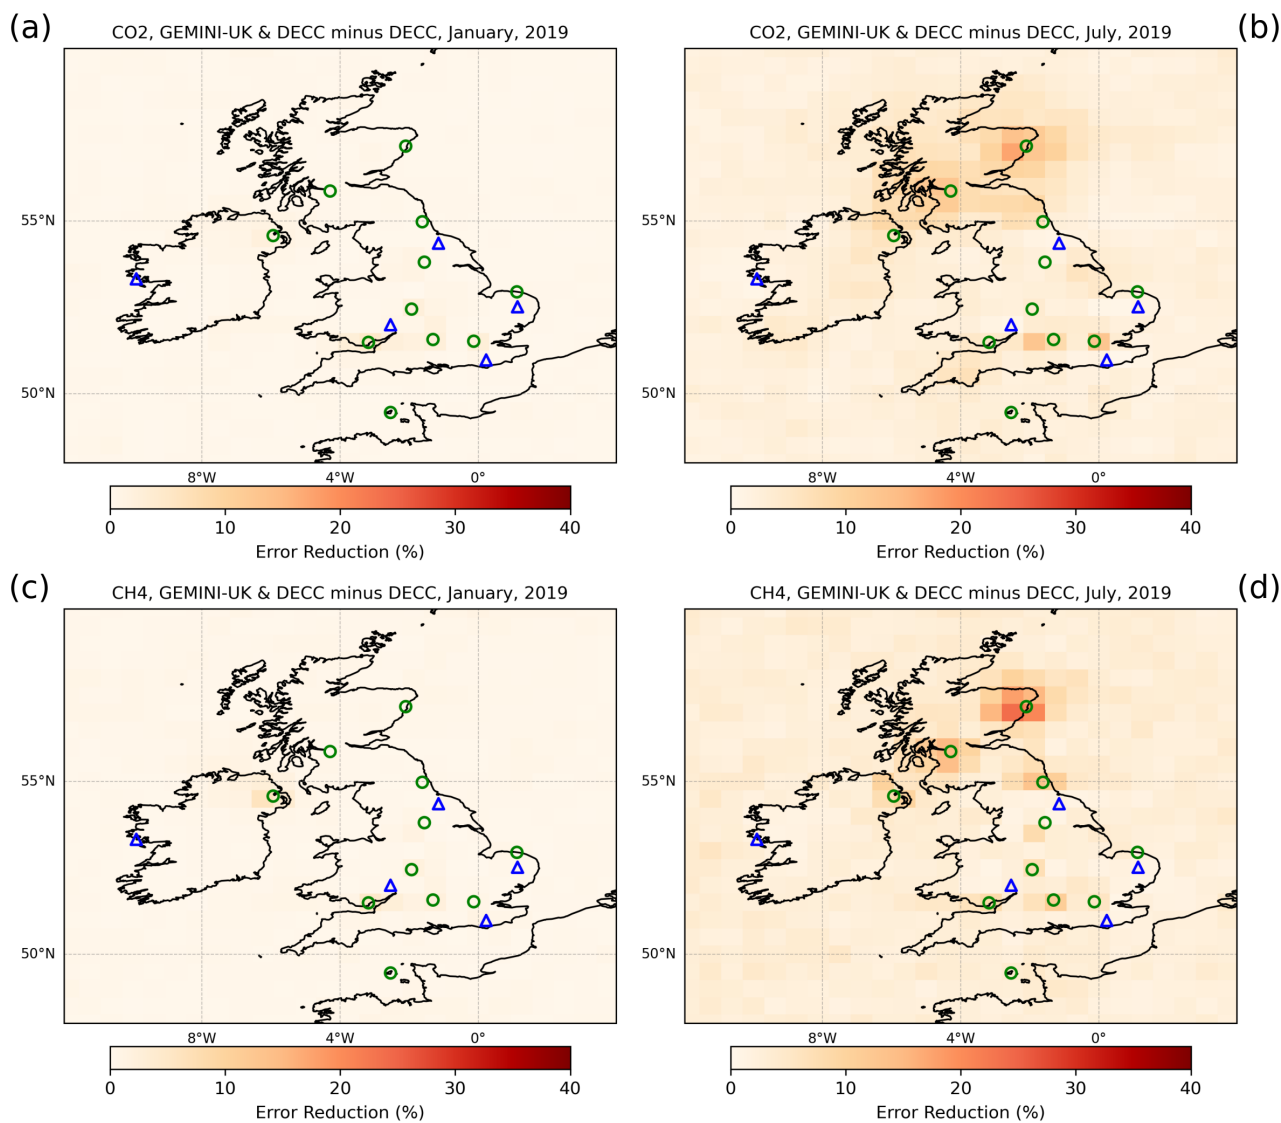 (a)
CO2, GEMINI-UK & DECC minus DECC, January, 2019
55°N
50°N
8°W 4°W 0°
0 10 20 30 40
Error Reduction (%)
(b)
CO2, GEMINI-UK & DECC minus DECC, July, 2019
55°N
50°N
8°W 4°W 0°
0 10 20 30 40
Error Reduction (%)
(c)
CH4, GEMINI-UK & DECC minus DECC, January, 2019
55°N
50°N
8°W 4°W 0°
0 10 20 30 40
Error Reduction (%)
(d)
CH4, GEMINI-UK & DECC minus DECC, July, 2019
55°N
50°N
8°W 4°W 0°
0 10 20 30 40
Error Reduction (%)